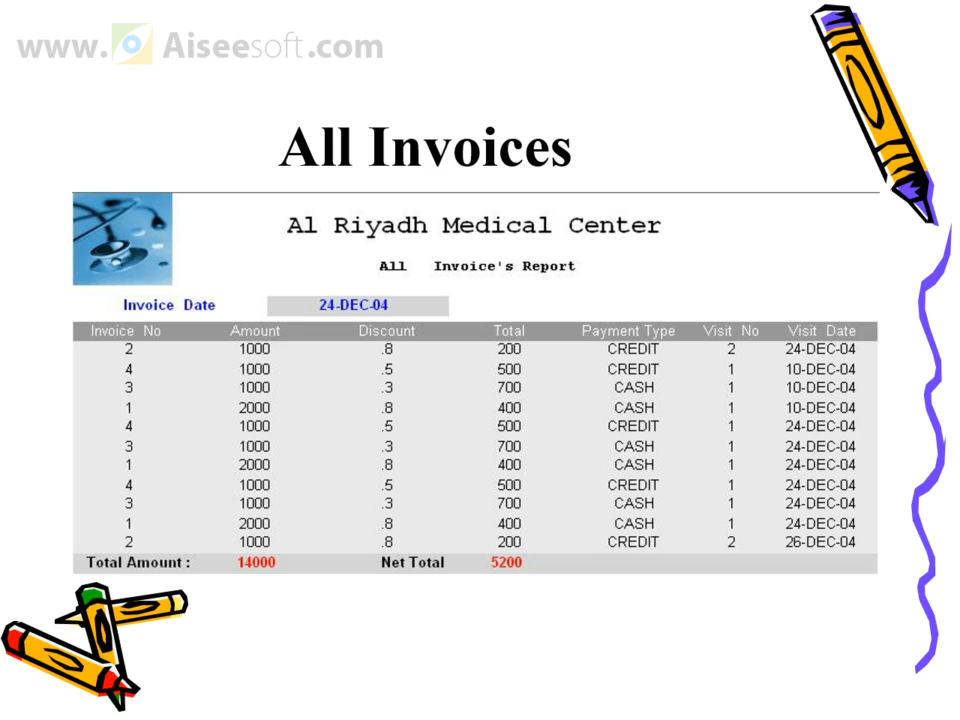 www.Aiseesoft.com
All Invoices
Al Riyadh Medical Center
All Invoice's Report
Invoice Date 24-DEC-04
Invoice No Amount Discount Total Payment Type Visit No Visit Date
2 1000 .8 200 CREDIT 2 24-DEC-04
4 1000 .5 500 CREDIT 1 10-DEC-04
3 1000 .3 700 CASH 1 10-DEC-04
1 2000 .8 400 CASH 1 10-DEC-04
4 1000 .5 500 CREDIT 1 24-DEC-04
3 1000 .3 700 CASH 1 24-DEC-04
1 2000 .8 400 CASH 1 24-DEC-04
4 1000 .5 500 CREDIT 1 24-DEC-04
3 1000 .3 700 CASH 1 24-DEC-04
1 2000 .8 400 CASH 1 24-DEC-04
2 1000 .8 200 CREDIT 2 26-DEC-04
Total Amount : 14000 Net Total 5200